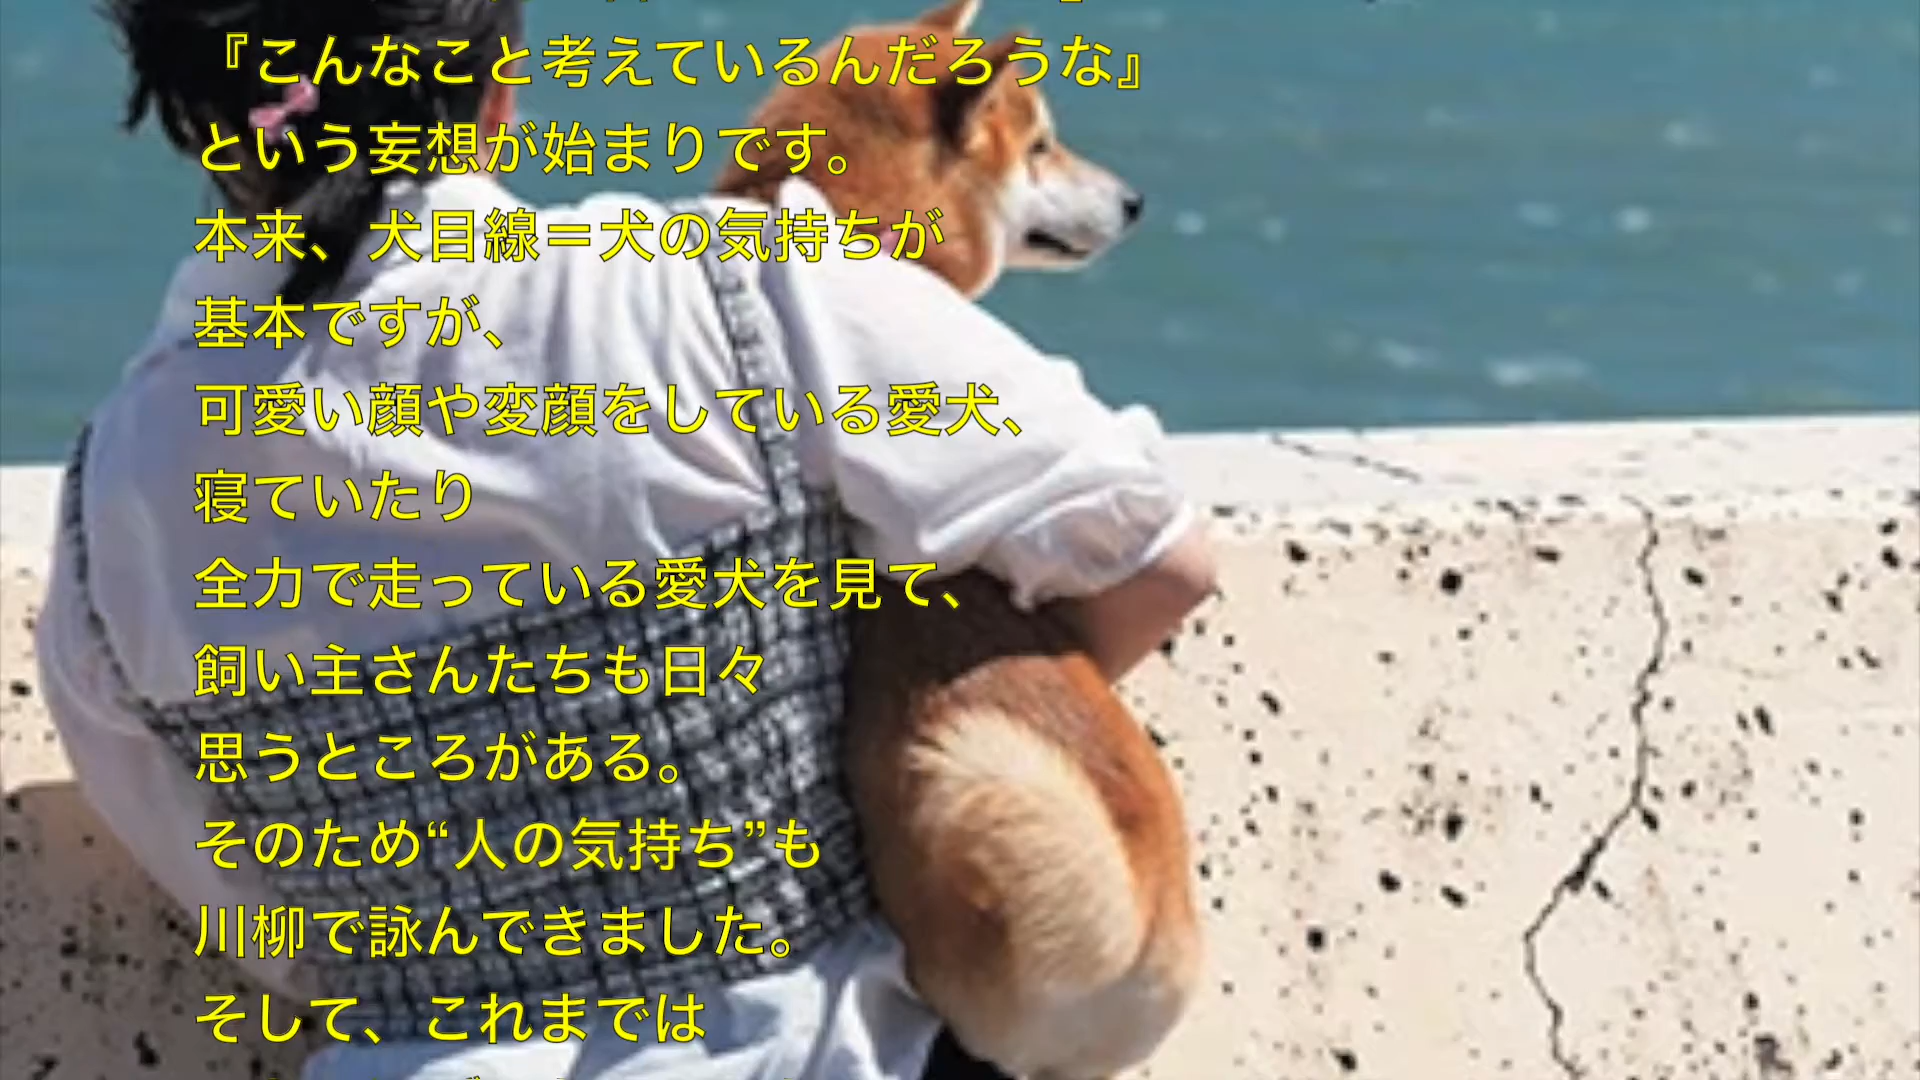 『こんなこと考えているんだろうな』
という妄想が始まりです。
本来、犬目線＝犬の気持ちが
基本ですが、
可愛い顔や変顔をしている愛犬、
寝ていたり
全力で走っている愛犬を見て、
飼い主さんたちも日々
思うところがある。
そのため“人の気持ち”も
川柳で詠んできました。
そして、これまでは